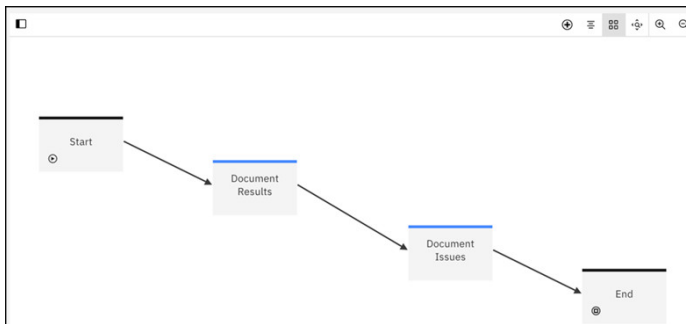 Start
Document
Results
Document
Issues
End